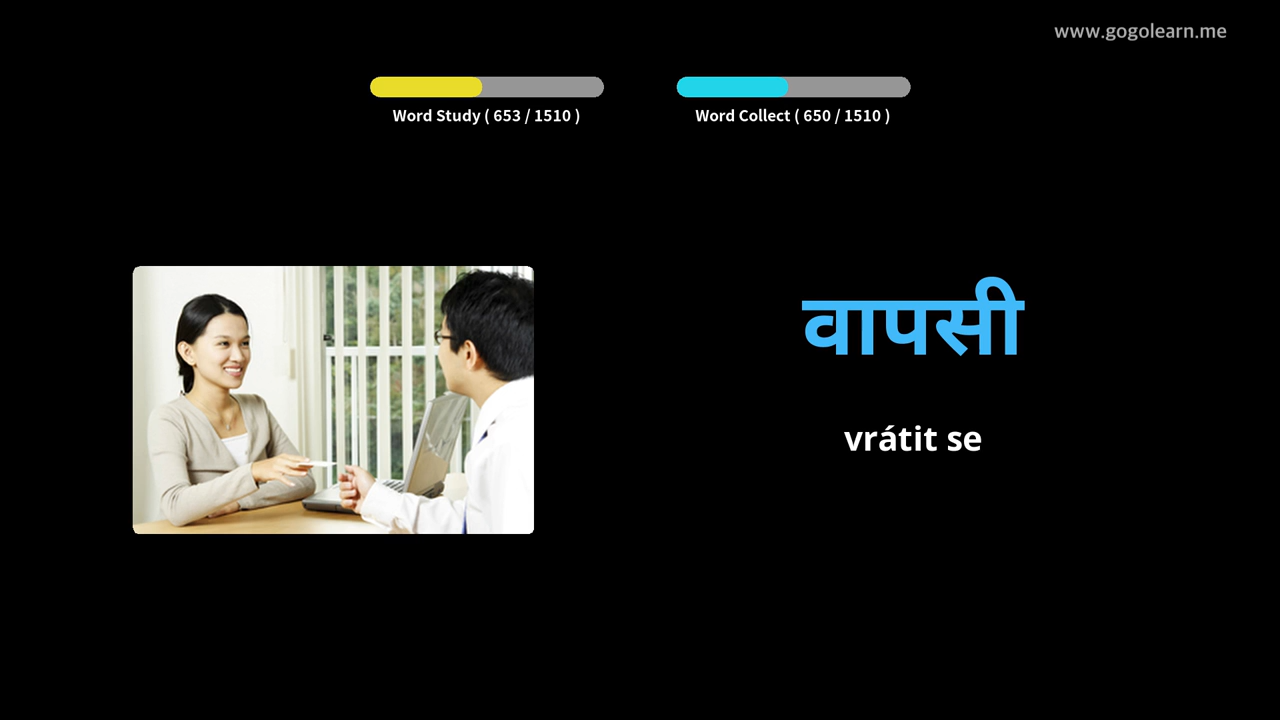 www.gogolearn.me
Word Study ( 653 / 1510 )
Word Collect ( 650 / 1510 )
वापसी
vrátit se